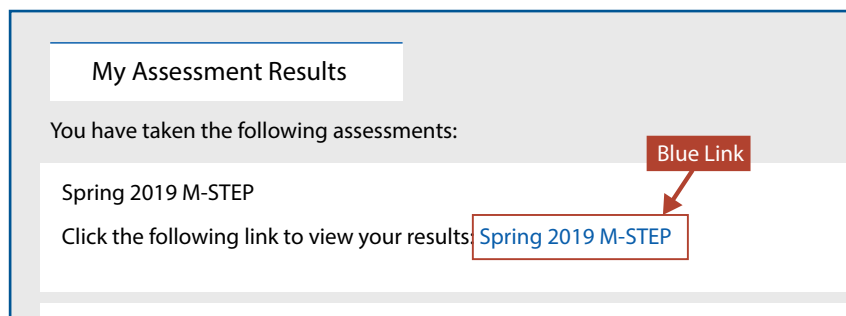 My Assessment Results
You have taken the following assessments:
Blue Link
Spring 2019 M-STEP
Click the following link to view your results: Spring 2019 M-STEP